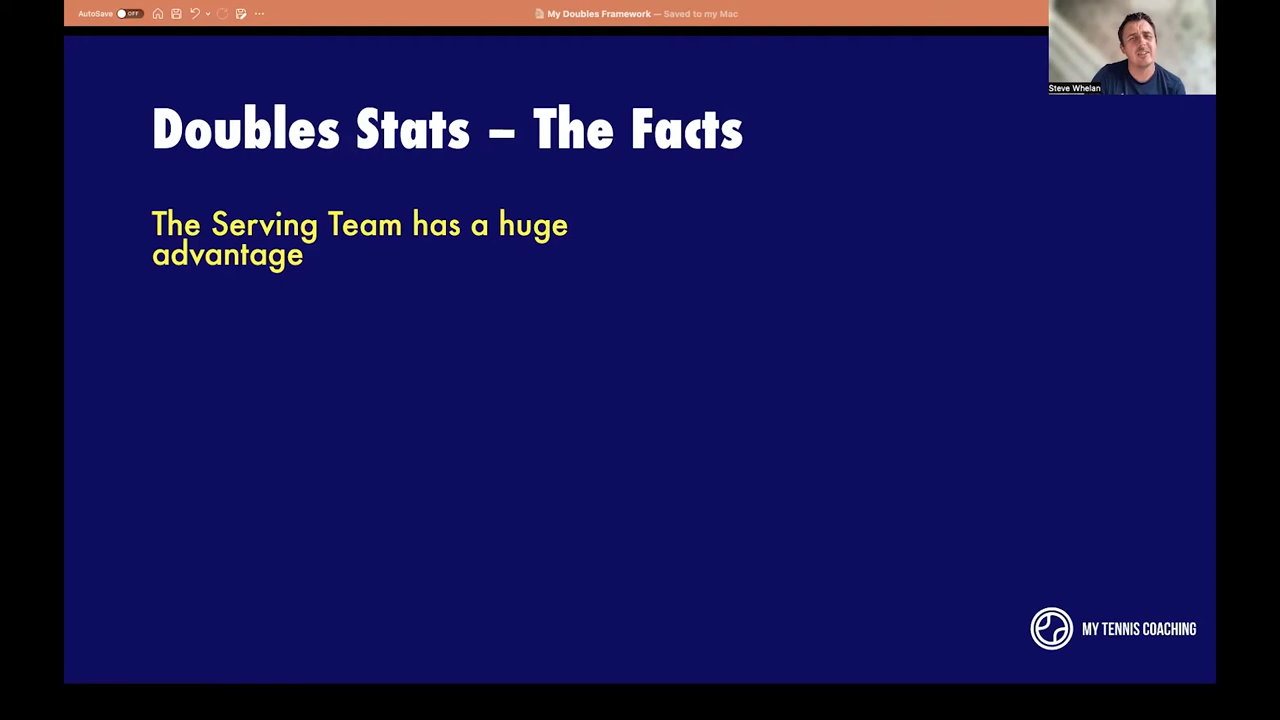 AutoSave OFF
My Doubles Framework — Saved to my Mac
Steve Whelan
Doubles Stats – The Facts
The Serving Team has a huge
advantage
MY TENNIS COACHING